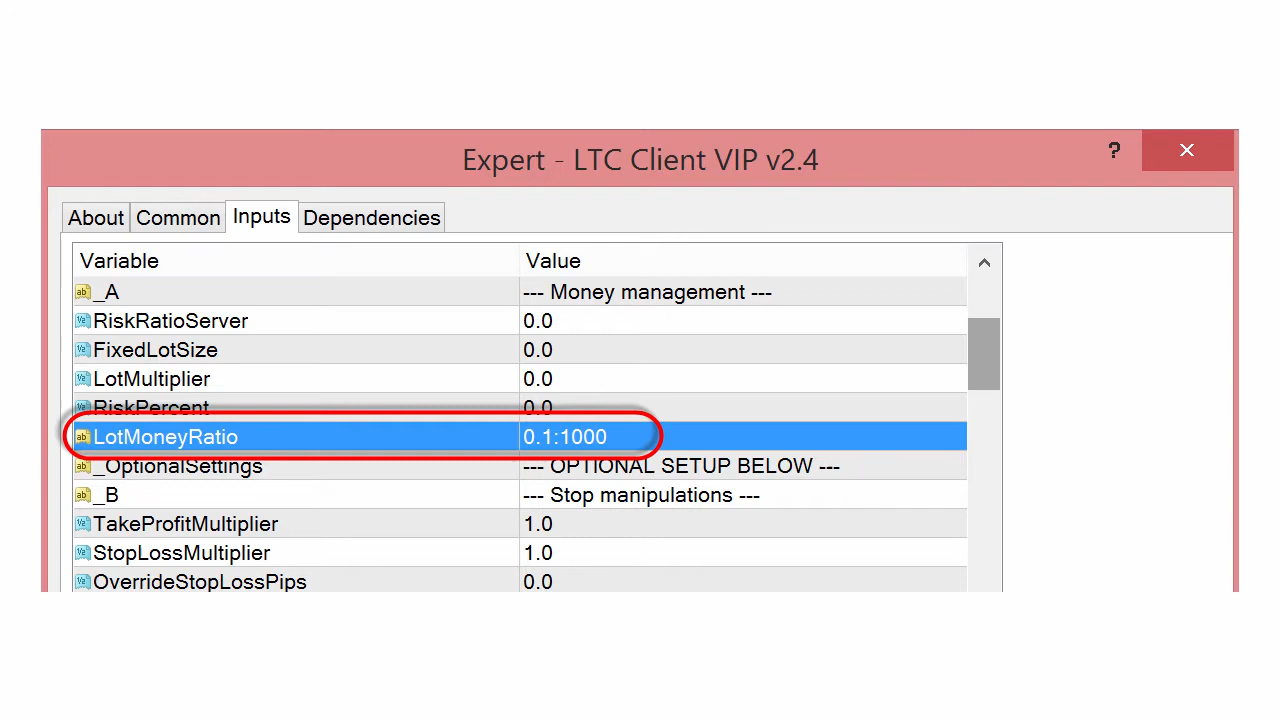 Expert - LTC Client VIP v2.4
?
About Common Inputs Dependencies
Variable Value
_A --- Money management ---
RiskRatioServer 0.0
FixedLotSize 0.0
LotMultiplier 0.0
RiskPercent 0.0
LotMoneyRatio 0.1:1000
_OptionalSettings --- OPTIONAL SETUP BELOW ---
_B --- Stop manipulations ---
TakeProfitMultiplier 1.0
StopLossMultiplier 1.0
OverrideStopLossPips 0.0